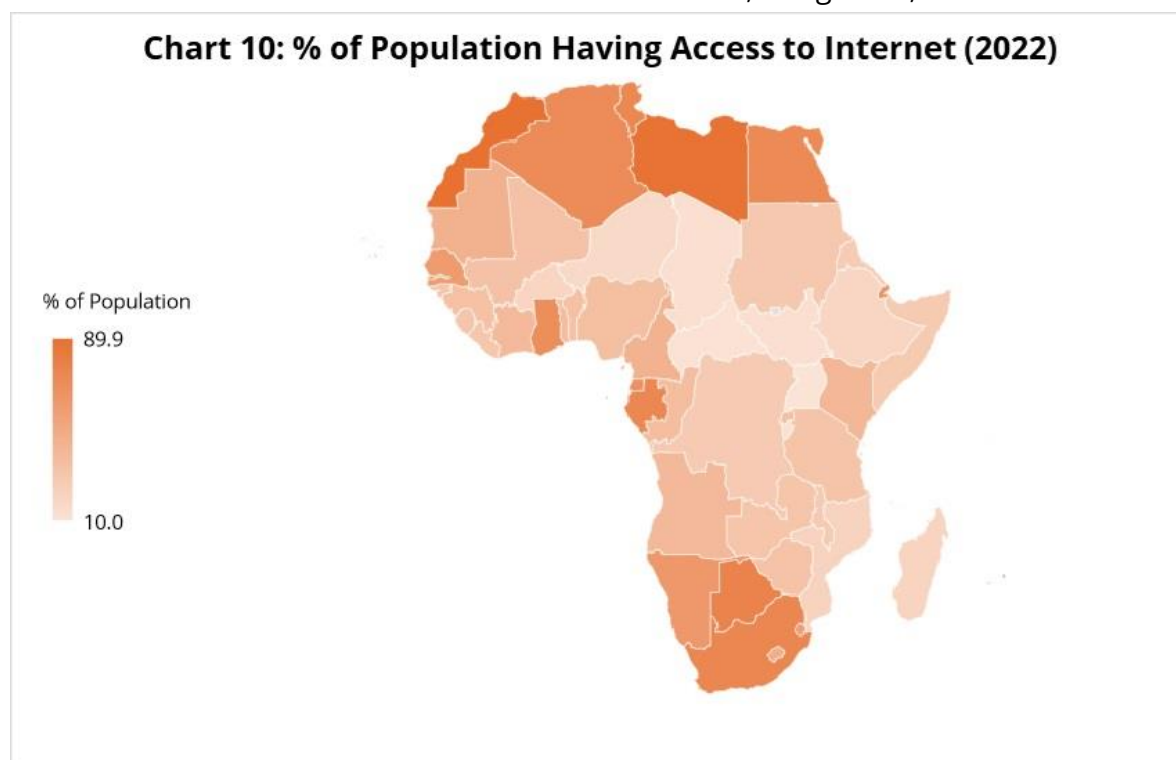 Chart 10: % of Population Having Access to Internet (2022)
% of Population
89.9
10.0